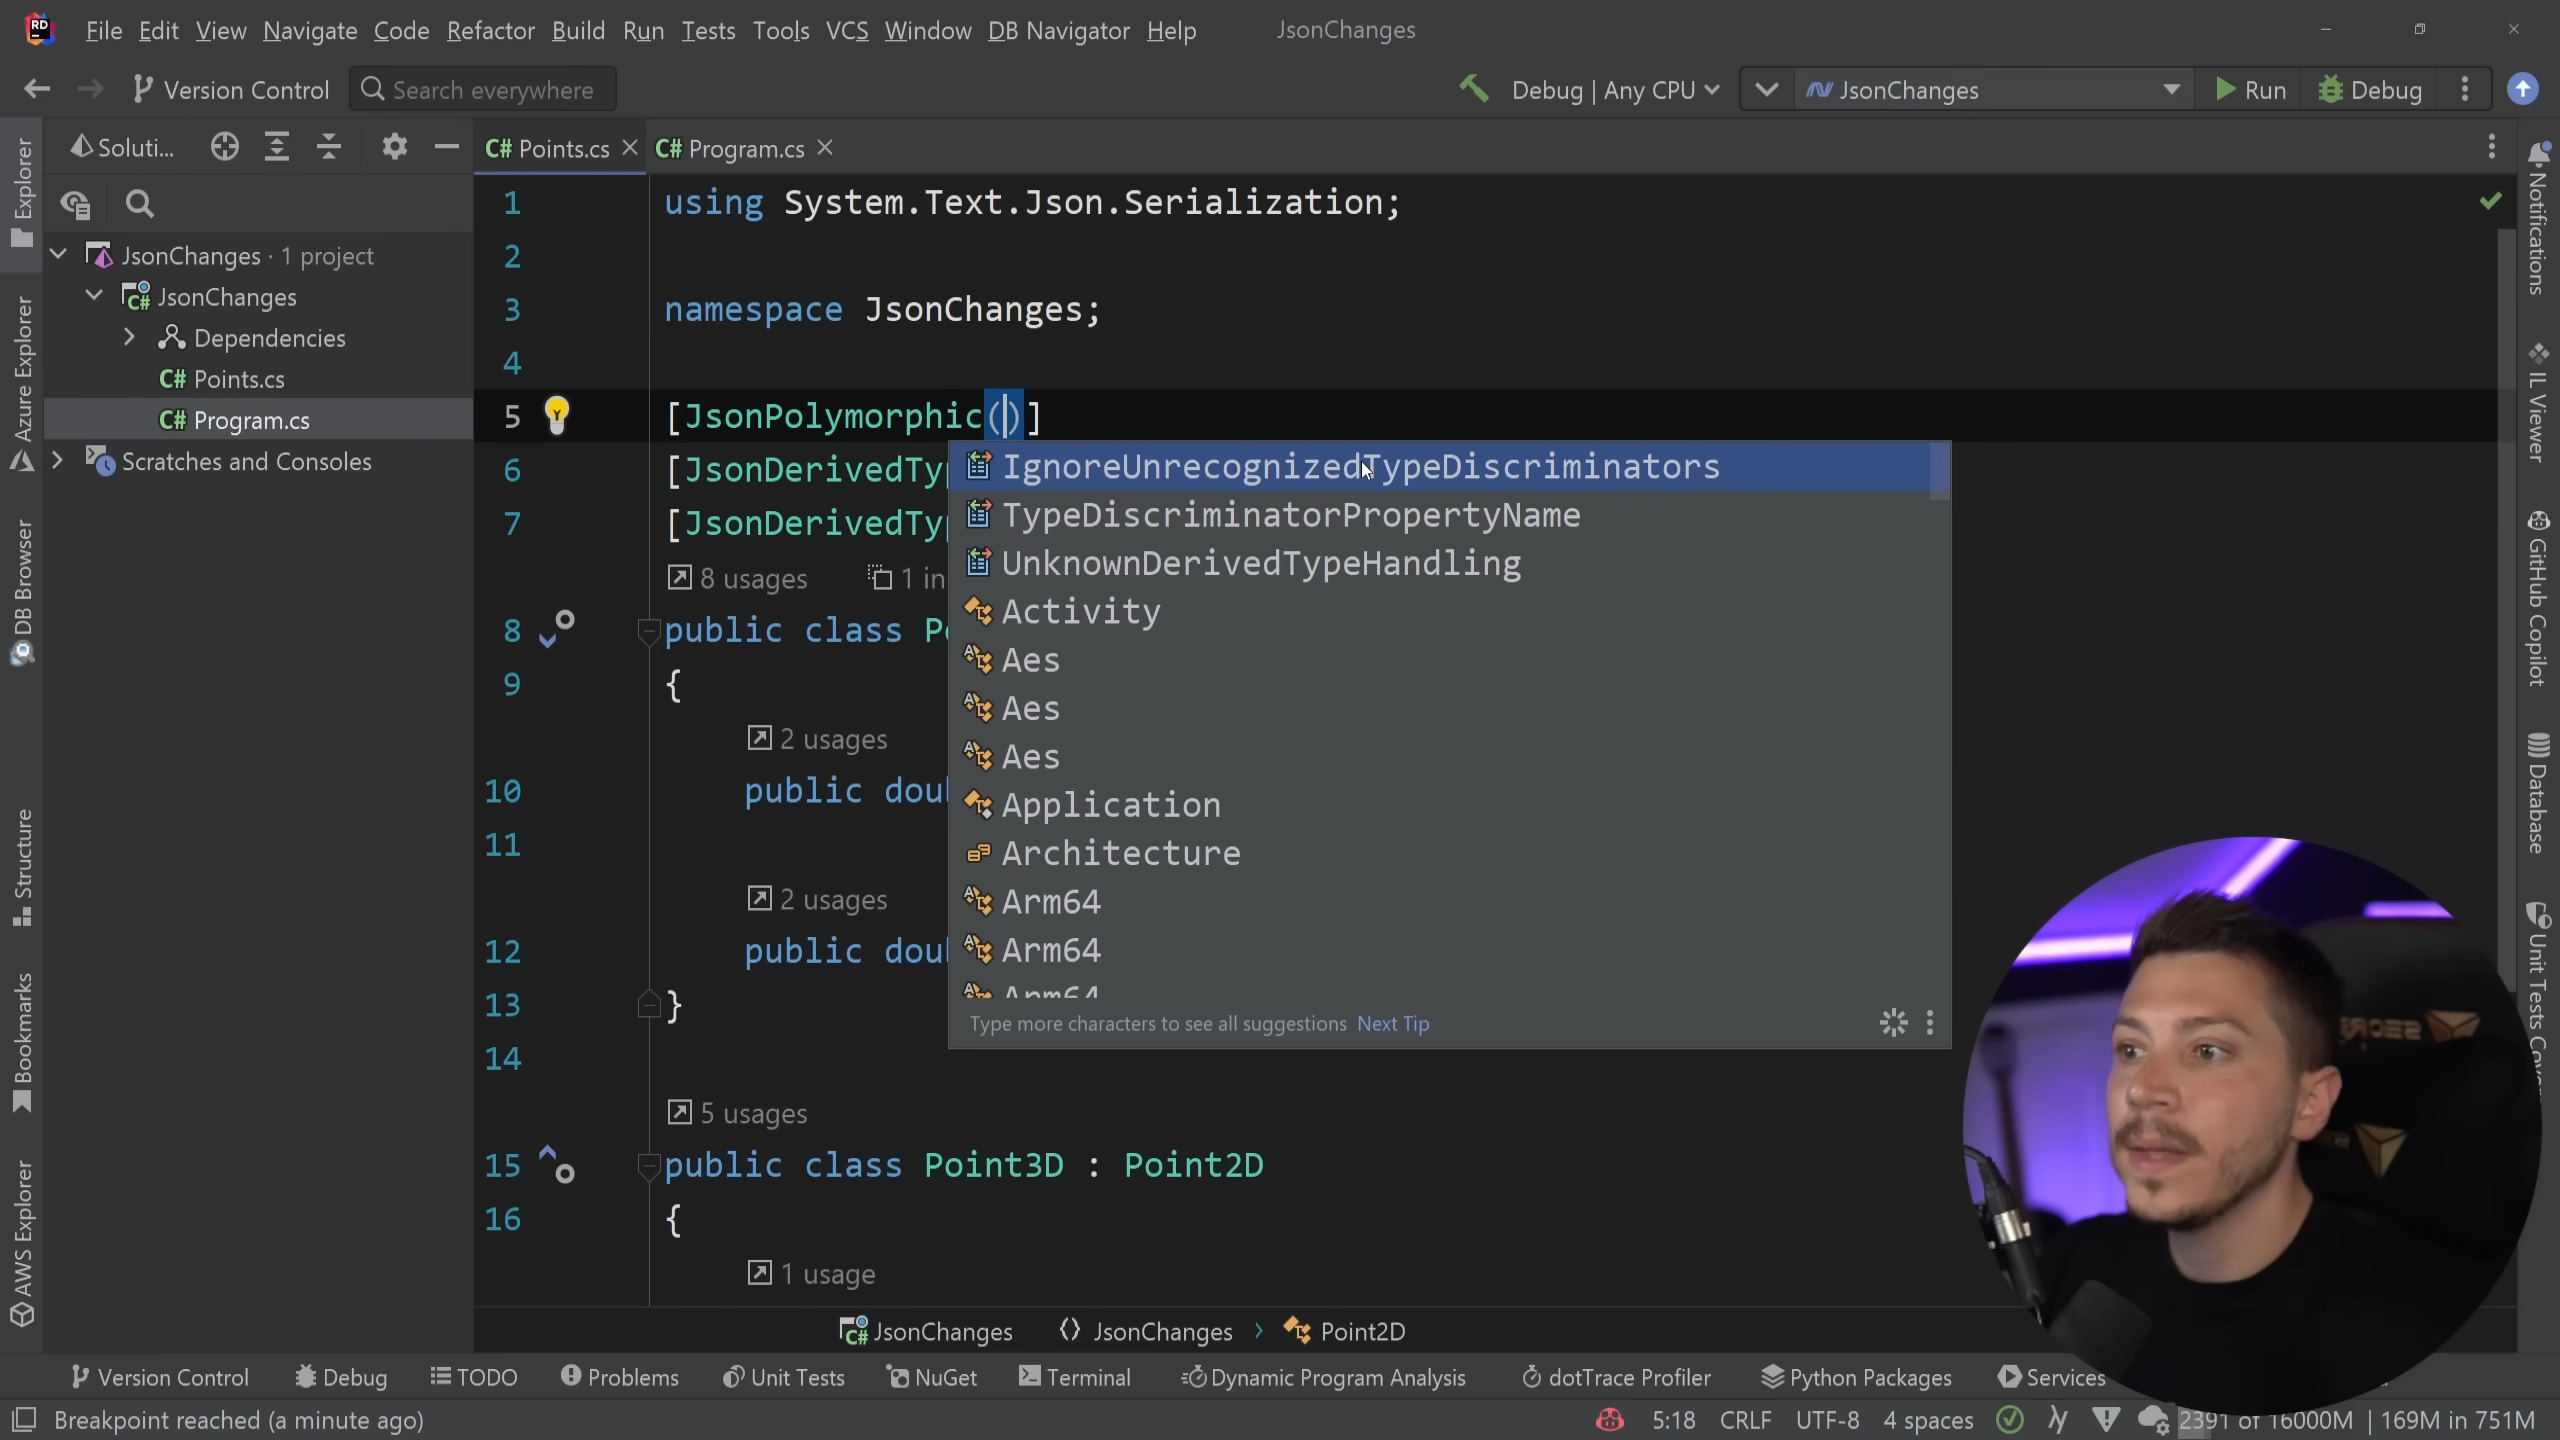 RD File Edit View Navigate Code Refactor Build Run Tests Tools VCS Window DB Navigator Help JsonChanges
Version Control Search everywhere Debug | Any CPU JsonChanges Run Debug
Soluti... C# Points.cs C# Program.cs
Explorer
Azure Explorer
DB Browser
Structure
Bookmarks
AWS Explorer
JsonChanges · 1 project
C# JsonChanges
Dependencies
C# Points.cs
C# Program.cs
Scratches and Consoles
1 using System.Text.Json.Serialization;
2
3 namespace JsonChanges;
4
5 [JsonPolymorphic()]
6 [JsonDerivedTyp
7 [JsonDerivedTyp
8 usages 1 in
8 public class Po
9 {
2 usages
10 public doub
11
2 usages
12 public doub
13 }
14
5 usages
15 public class Point3D : Point2D
16 {
1 usage
IgnoreUnrecognizedTypeDiscriminators
TypeDiscriminatorPropertyName
UnknownDerivedTypeHandling
Activity
Aes
Aes
Aes
Application
Architecture
Arm64
Arm64
Arm64
Type more characters to see all suggestions Next Tip
Notifications
IL Viewer
GitHub Copilot
Database
Unit Tests
C# JsonChanges JsonChanges Point2D
Version Control Debug TODO Problems Unit Tests NuGet Terminal Dynamic Program Analysis dotTrace Profiler Python Packages Services
Breakpoint reached (a minute ago) 5:18 CRLF UTF-8 4 spaces 2391 of 16000M 169M in 751M